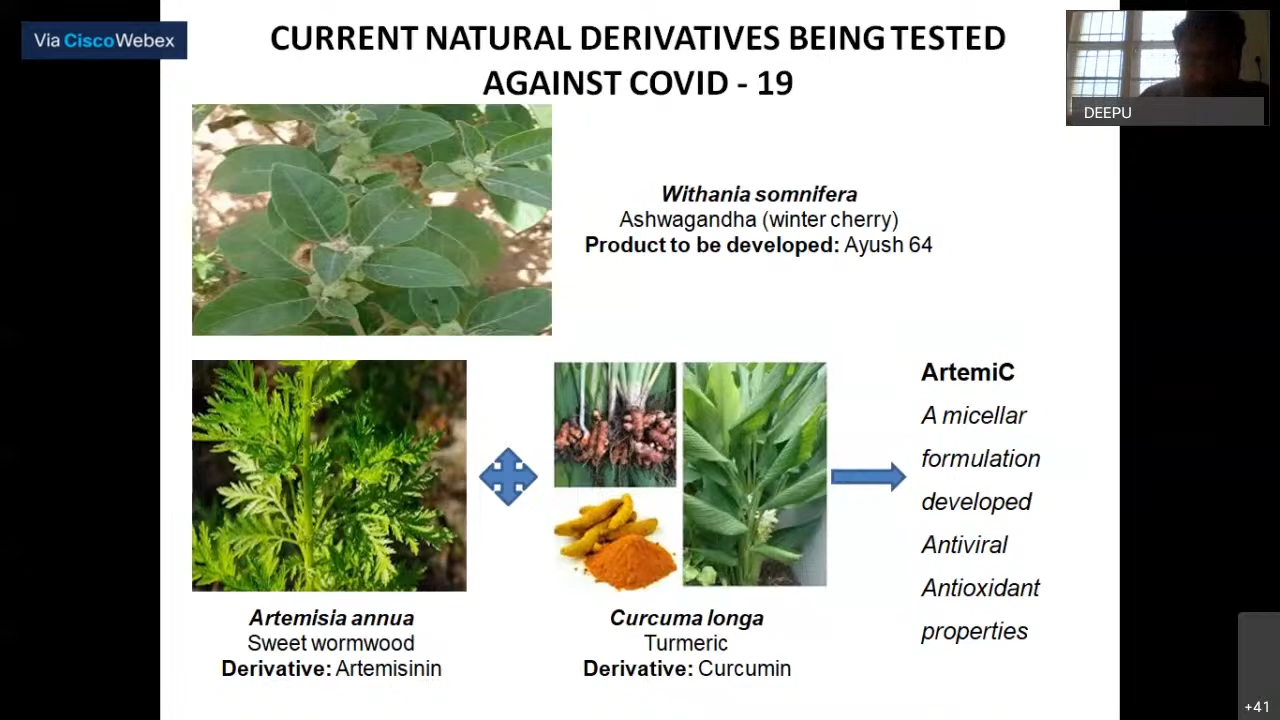 Via CiscoWebex
CURRENT NATURAL DERIVATIVES BEING TESTED
AGAINST COVID - 19
DEEPU
Withania somnifera
Ashwagandha (winter cherry)
Product to be developed: Ayush 64
ArtemiC
A micellar
formulation
developed
Antiviral
Antioxidant
properties
Artemisia annua
Sweet wormwood
Derivative: Artemisinin
Curcuma longa
Turmeric
Derivative: Curcumin
+41